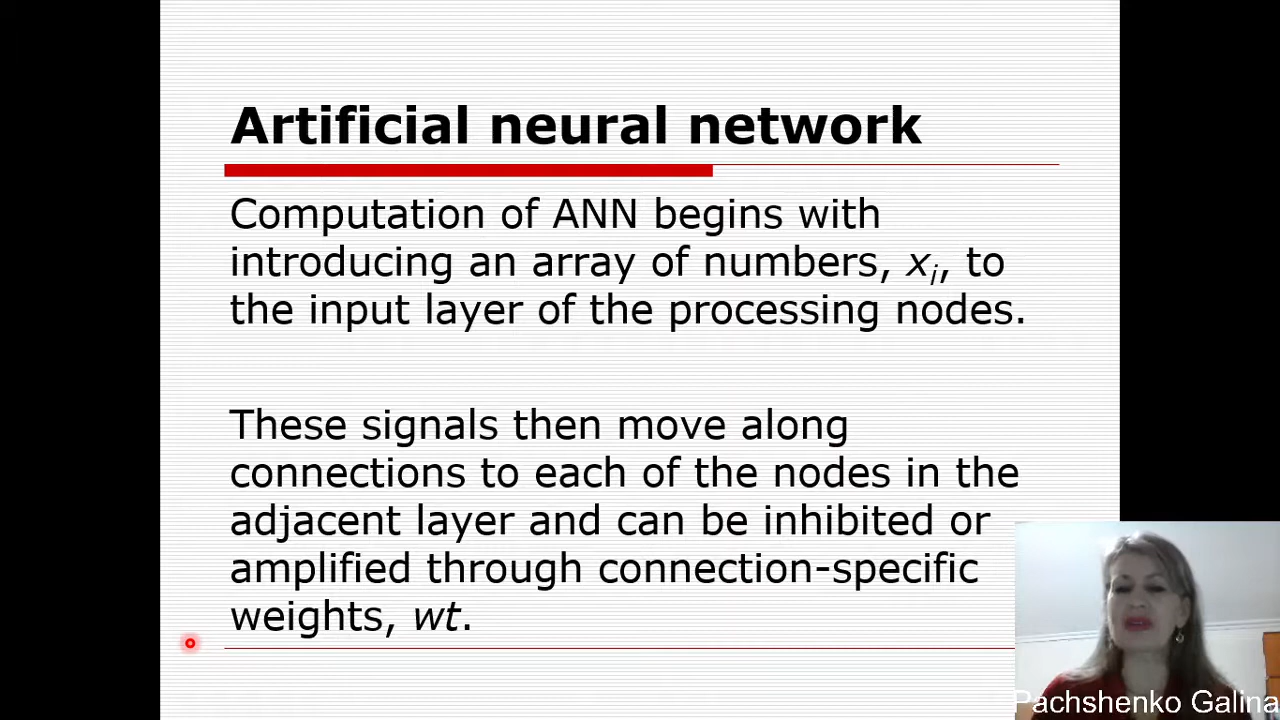 Artificial neural network
Computation of ANN begins with
introducing an array of numbers, xi, to
the input layer of the processing nodes.
These signals then move along
connections to each of the nodes in the
adjacent layer and can be inhibited or
amplified through connection-specific
weights, wt.
Pachshenko Galina